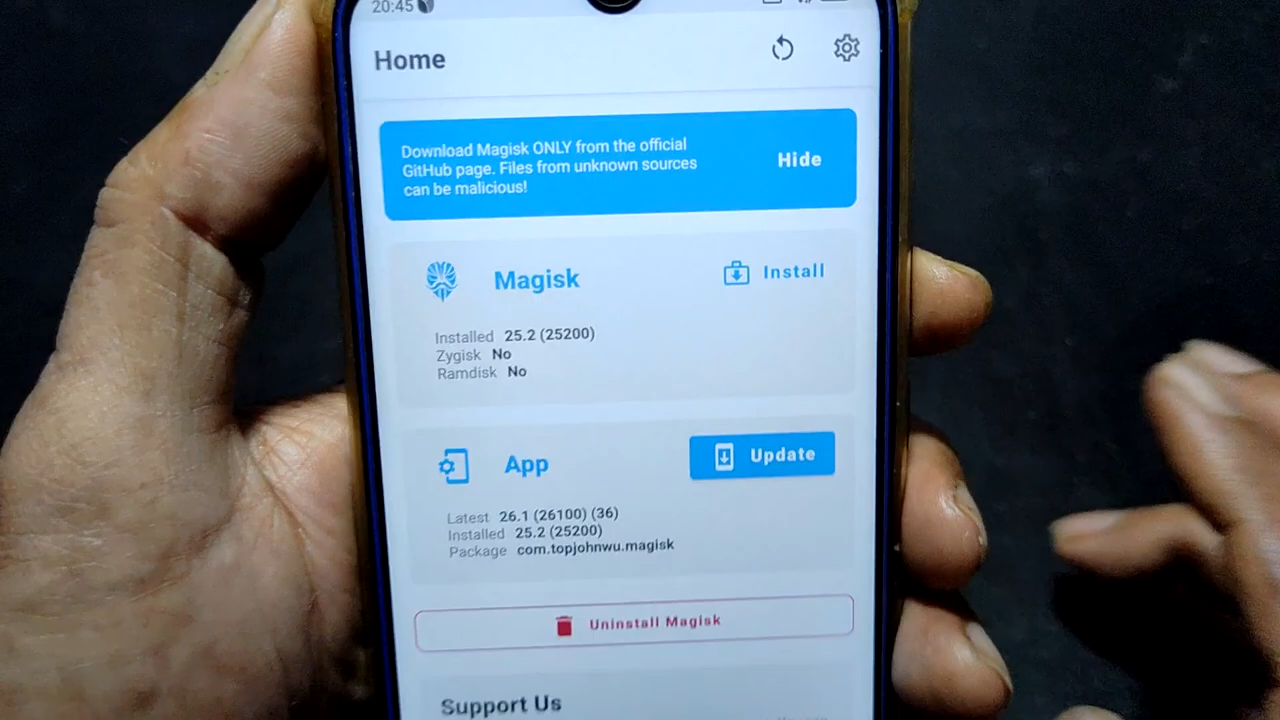 20:45
Home
Download Magisk ONLY from the official
GitHub page. Files from unknown sources
can be malicious!
Hide
Magisk
Install
Installed 25.2 (25200)
Zygisk No
Ramdisk No
App
Update
Latest 26.1 (26100) (36)
Installed 25.2 (25200)
Package com.topjohnwu.magisk
Uninstall Magisk
Support Us